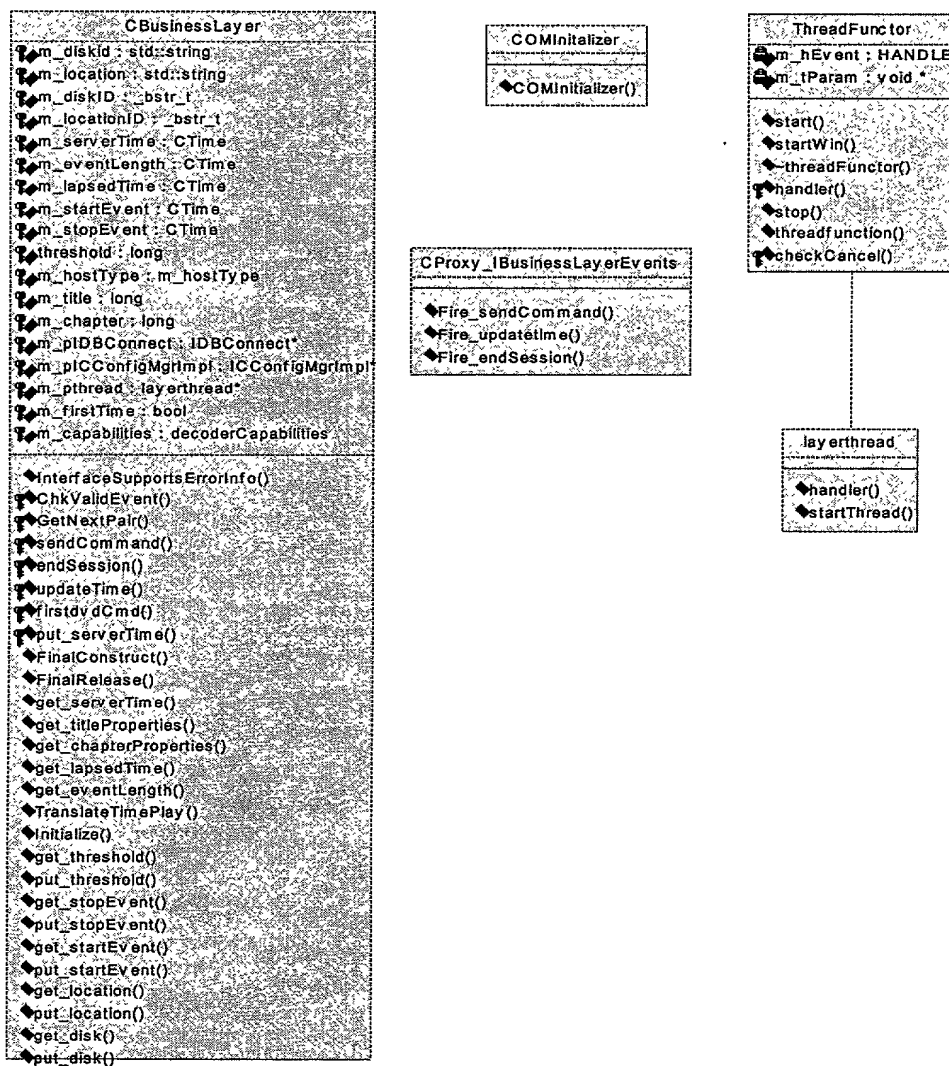 CBusinessLayer
m_diskId : std::string
m_location : std::string
m_diskID : _bstr_t
m_locationID : _bstr_t
m_serverTime : CTime
m_eventLength : CTime
m_lapsedTime : CTime
m_startEvent : CTime
m_stopEvent : CTime
threshold : long
m_hostType : m_hostType
m_title : long
m_chapter : long
m_pIDBConnect : IDBConnect*
m_pICConfigMgrImpl : ICConfigMgrImpl*
m_pthread : layerthread*
m_firstTime : bool
m_capabilities : decoderCapabilities
InterfaceSupportsErrorInfo()
ChkValidEvent()
GetNextPair()
sendCommand()
endSession()
updateTime()
firstdvdCmd()
put_serverTime()
FinalConstruct()
FinalRelease()
get_serverTime()
get_titleProperties()
get_chapterProperties()
get_lapsedTime()
get_eventLength()
TranslateTimePlay()
Initialize()
get_threshold()
put_threshold()
get_stopEvent()
put_stopEvent()
get_startEvent()
put_startEvent()
get_location()
put_location()
get_disk()
put_disk()
COMInitalizer
COMInitializer()
CProxy_IBusinessLayerEvents
Fire_sendCommand()
Fire_updatetime()
Fire_endSession()
ThreadFunctor
m_hEvent : HANDLE
m_tParam : void *
start()
startWin()
~threadFunctor()
handler()
stop()
threadfunction()
checkCancel()
layerthread
handler()
startThread()